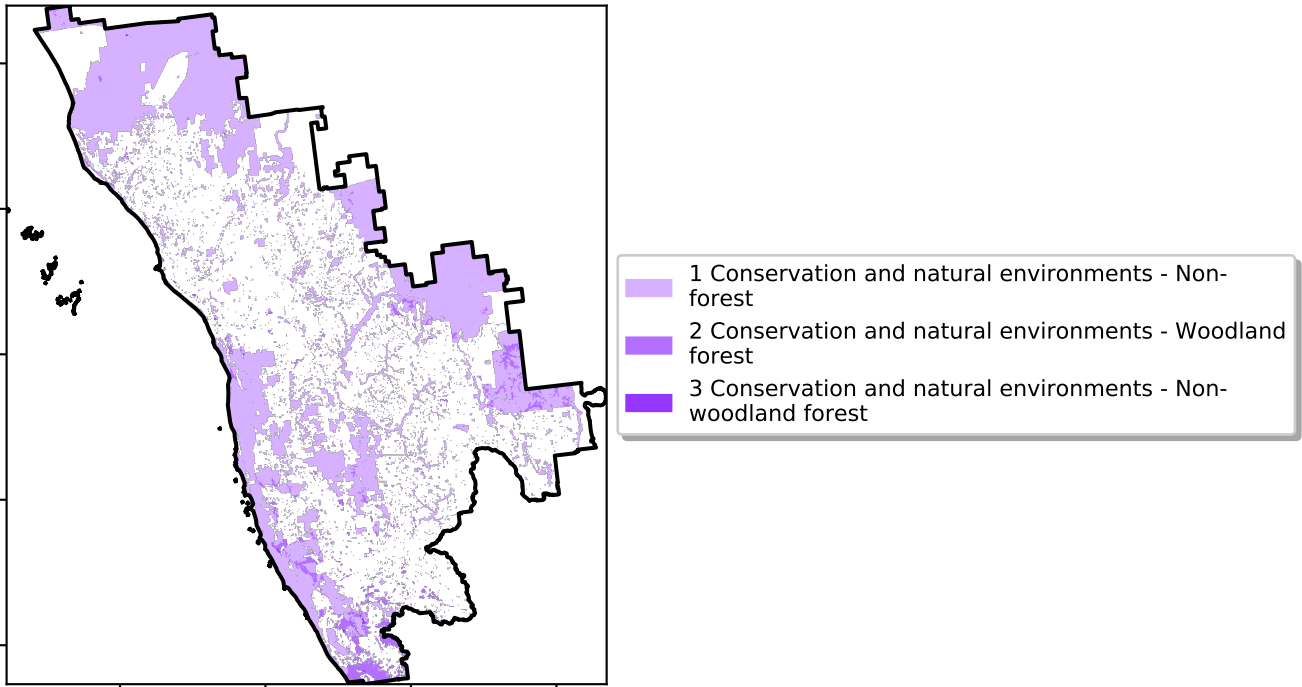 1 Conservation and natural environments - Non-
forest
2 Conservation and natural environments - Woodland
forest
3 Conservation and natural environments - Non-
woodland forest